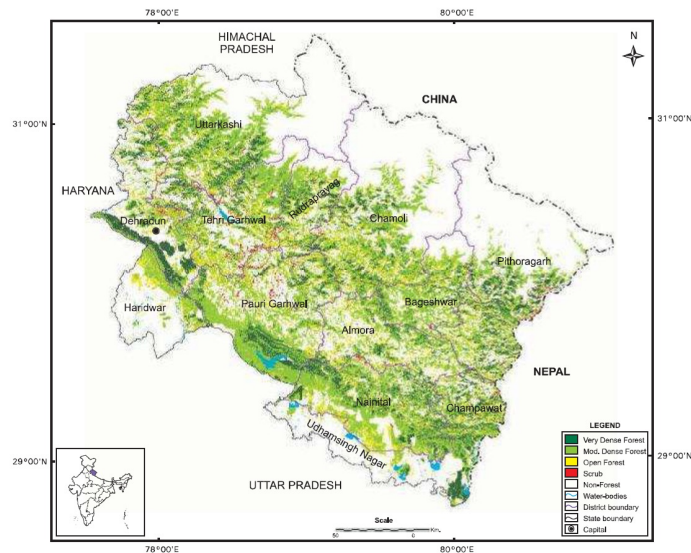 78°00'E
80°00'E
HIMACHAL
PRADESH
N
CHINA
31°00'N
31°00'N
Uttarkashi
HARYANA
Rudraprayag
Dehradun
Tehri Garhwal
Chamoli
Pithoragarh
Haridwar
Pauri Garhwal
Bageshwar
Almora
NEPAL
Nainital
Champawat
Udhamsingh Nagar
29°00'N
29°00'N
UTTAR PRADESH
LEGEND
Very Dense Forest
Mod. Dense Forest
Open Forest
Scrub
Non-Forest
Water-bodies
District boundary
State boundary
Capital
Scale
50 0 Km.
78°00'E
80°00'E